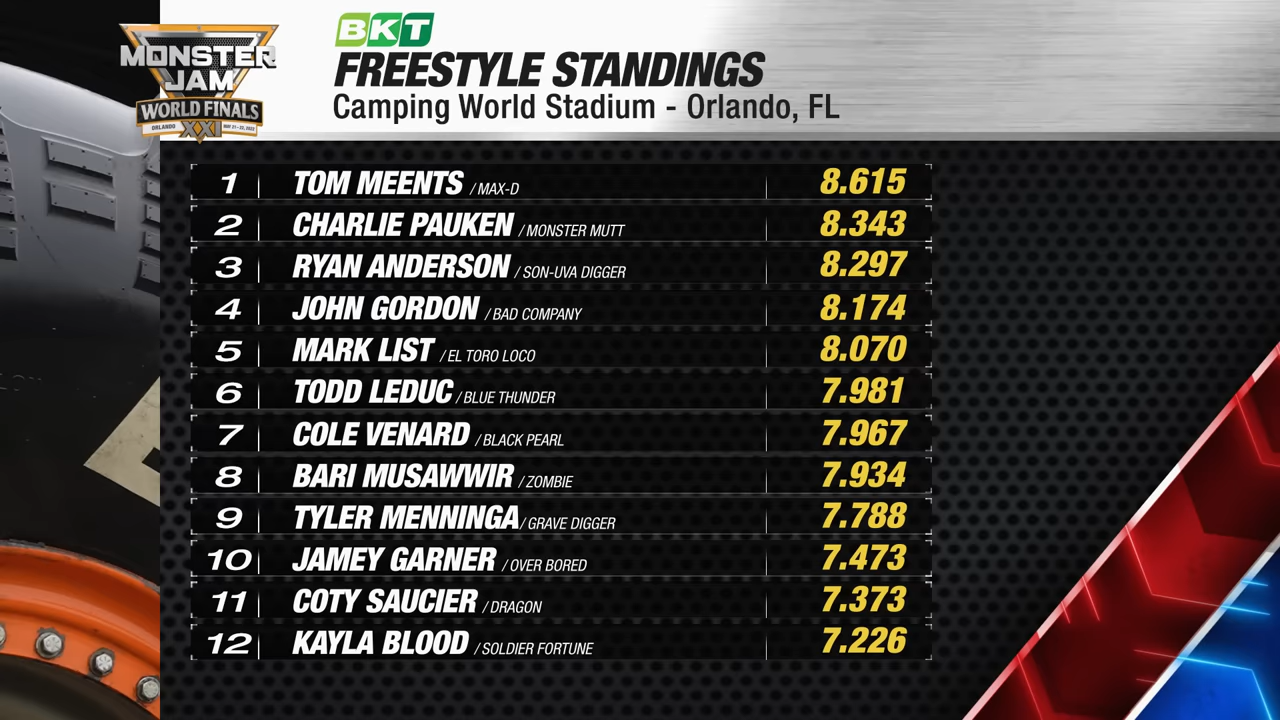 MONSTER JAM
WORLD FINALS
ORLANDO XXI MAY 21-22, 2022
BKT
FREESTYLE STANDINGS
Camping World Stadium - Orlando, FL
1 TOM MEENTS / MAX-D 8.615
2 CHARLIE PAUKEN / MONSTER MUTT 8.343
3 RYAN ANDERSON / SON-UVA DIGGER 8.297
4 JOHN GORDON / BAD COMPANY 8.174
5 MARK LIST / EL TORO LOCO 8.070
6 TODD LEDUC / BLUE THUNDER 7.981
7 COLE VENARD / BLACK PEARL 7.967
8 BARI MUSAWWIR / ZOMBIE 7.934
9 TYLER MENNINGA / GRAVE DIGGER 7.788
10 JAMEY GARNER / OVER BORED 7.473
11 COTY SAUCIER / DRAGON 7.373
12 KAYLA BLOOD / SOLDIER FORTUNE 7.226